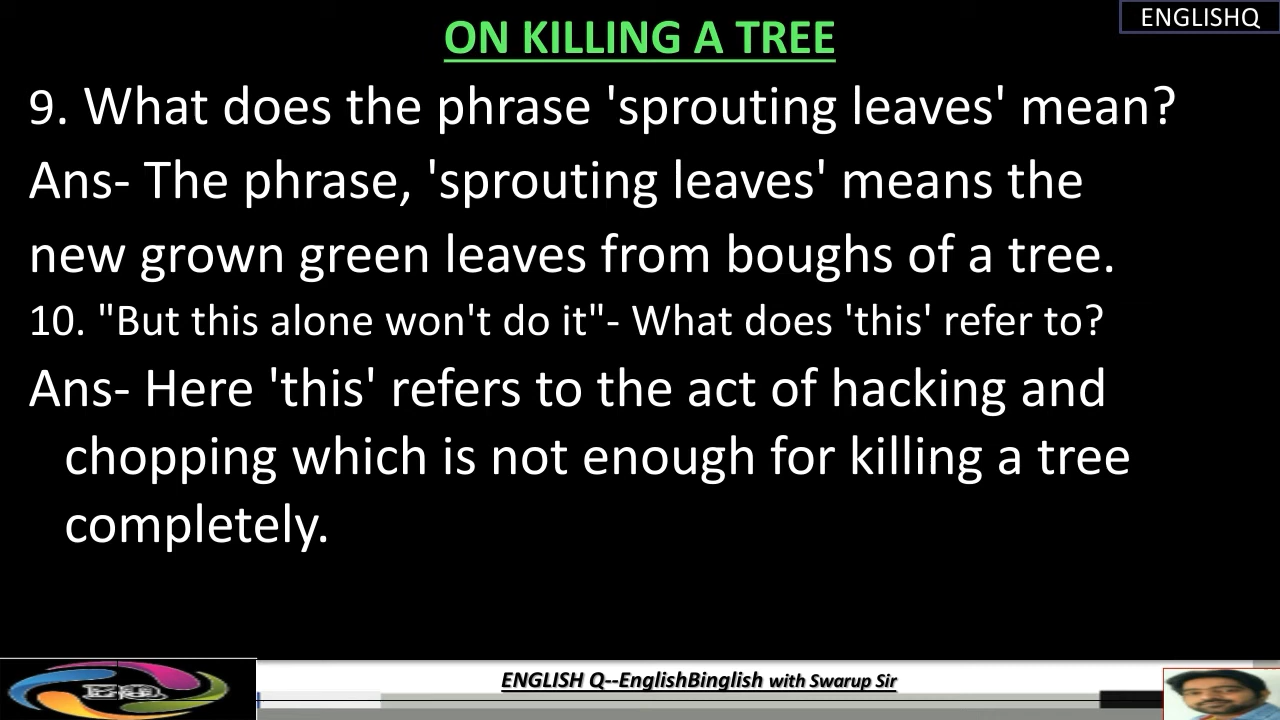 ON KILLING A TREE
ENGLISHQ
9. What does the phrase 'sprouting leaves' mean?
Ans- The phrase, 'sprouting leaves' means the
new grown green leaves from boughs of a tree.
10. "But this alone won't do it"- What does 'this' refer to?
Ans- Here 'this' refers to the act of hacking and
chopping which is not enough for killing a tree
completely.
EQ
ENGLISH Q--EnglishBinglish with Swarup Sir